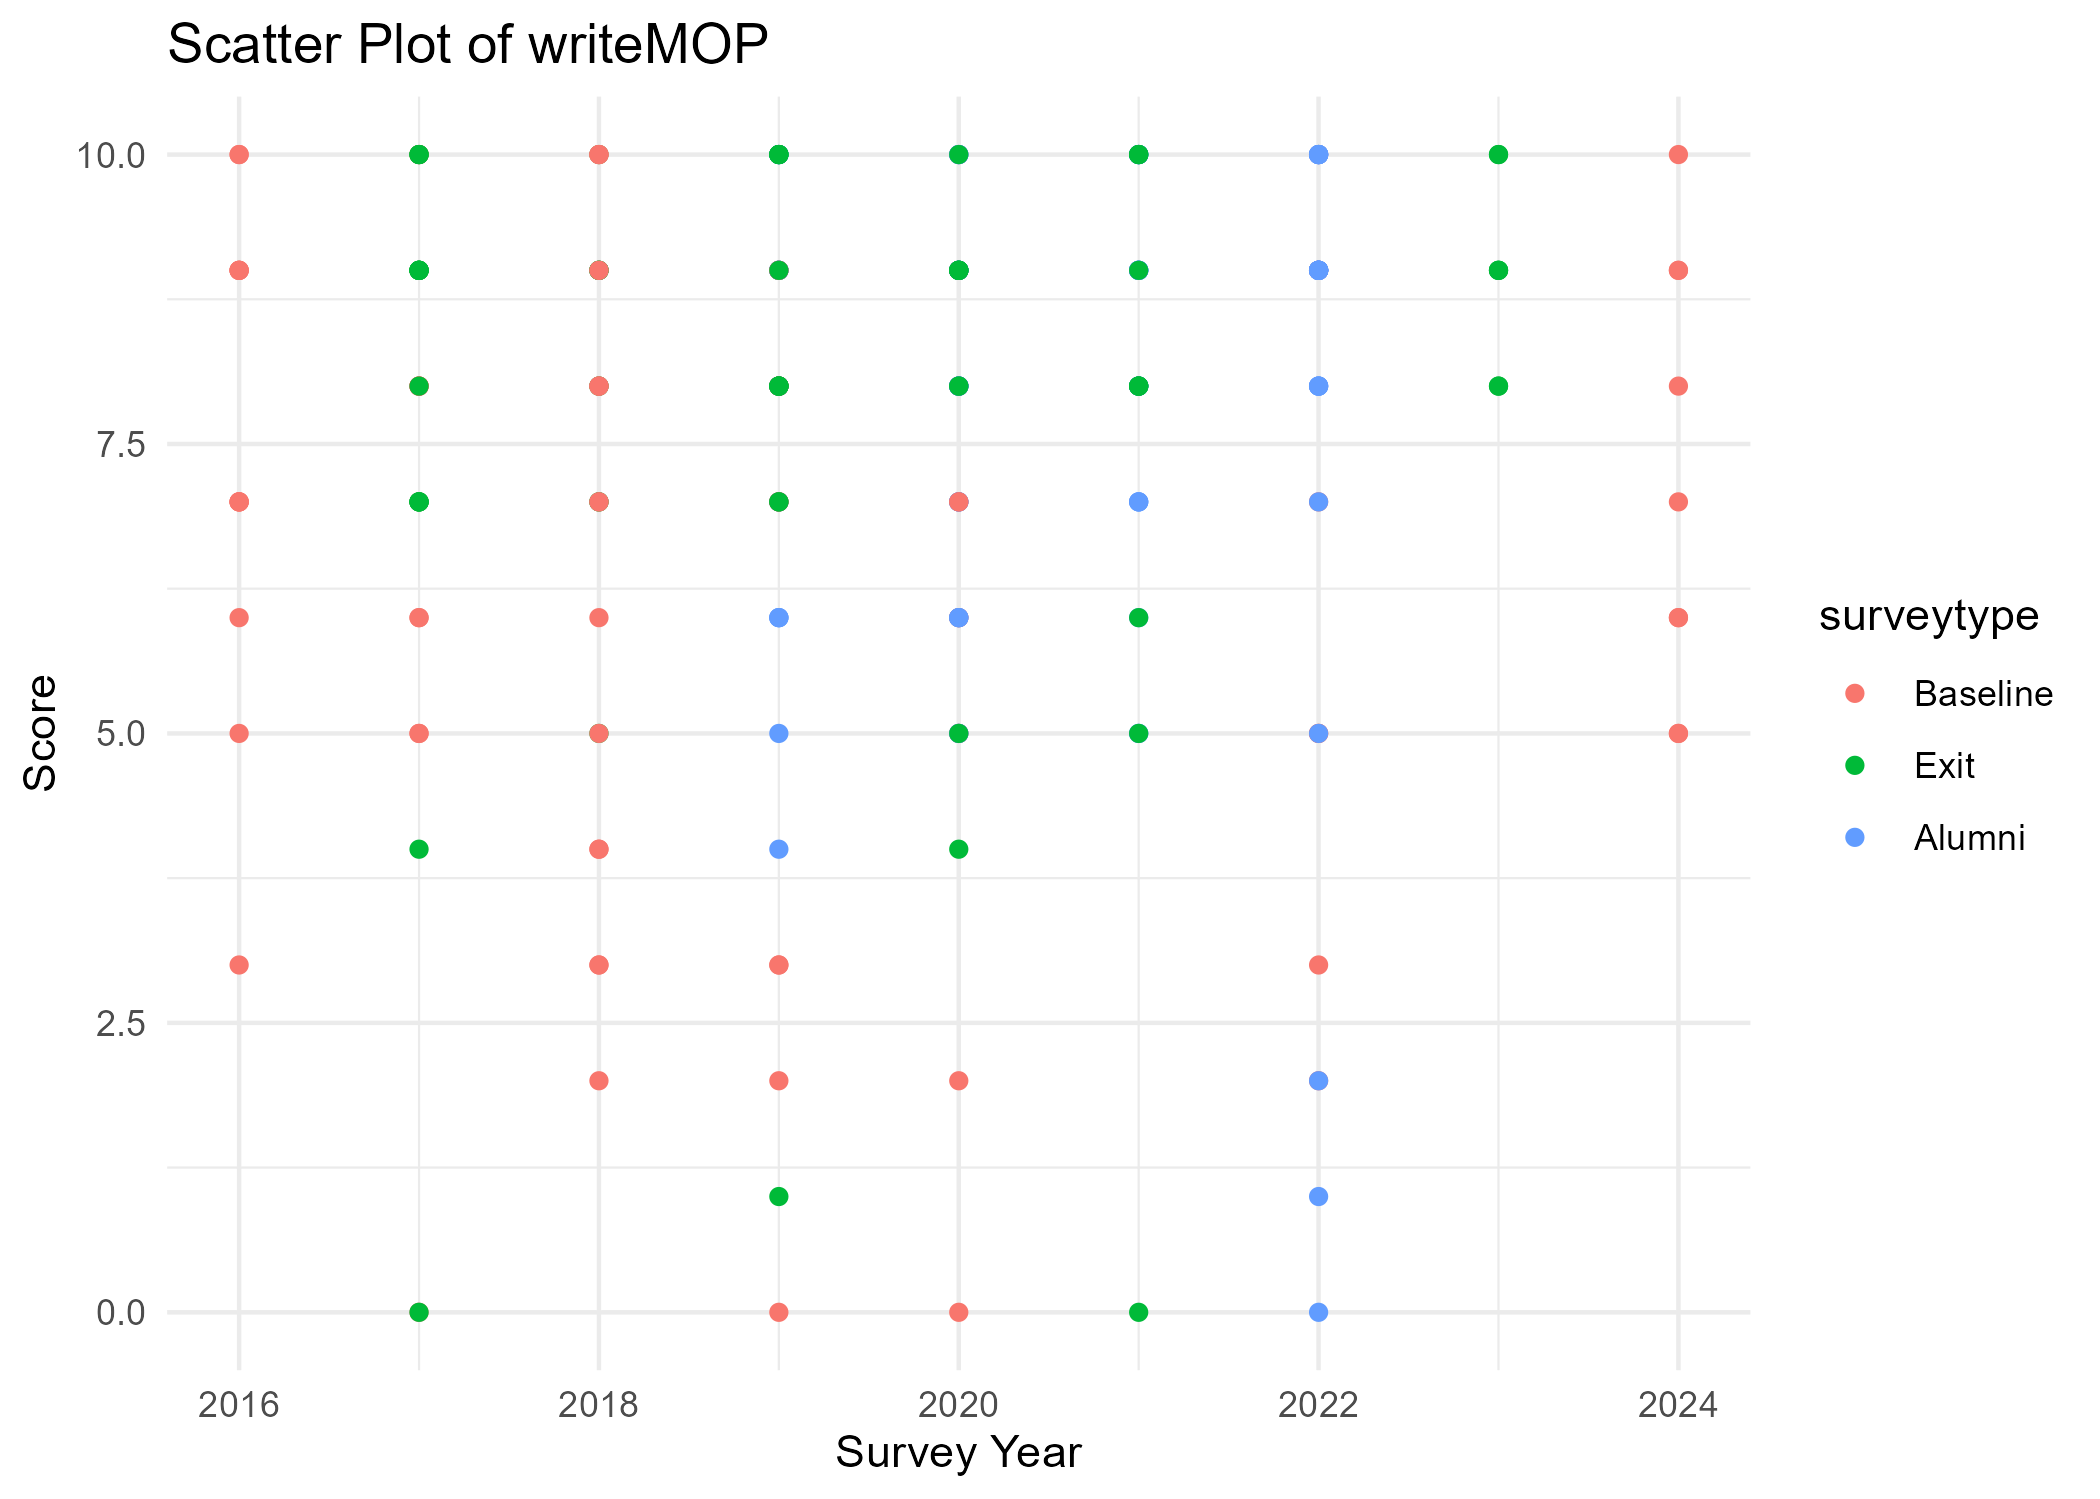 Scatter Plot of writeMOP
10.0
7.5
5.0
2.5
0.0
Score
2016 2018 2020 2022 2024
Survey Year
surveytype
Baseline
Exit
Alumni